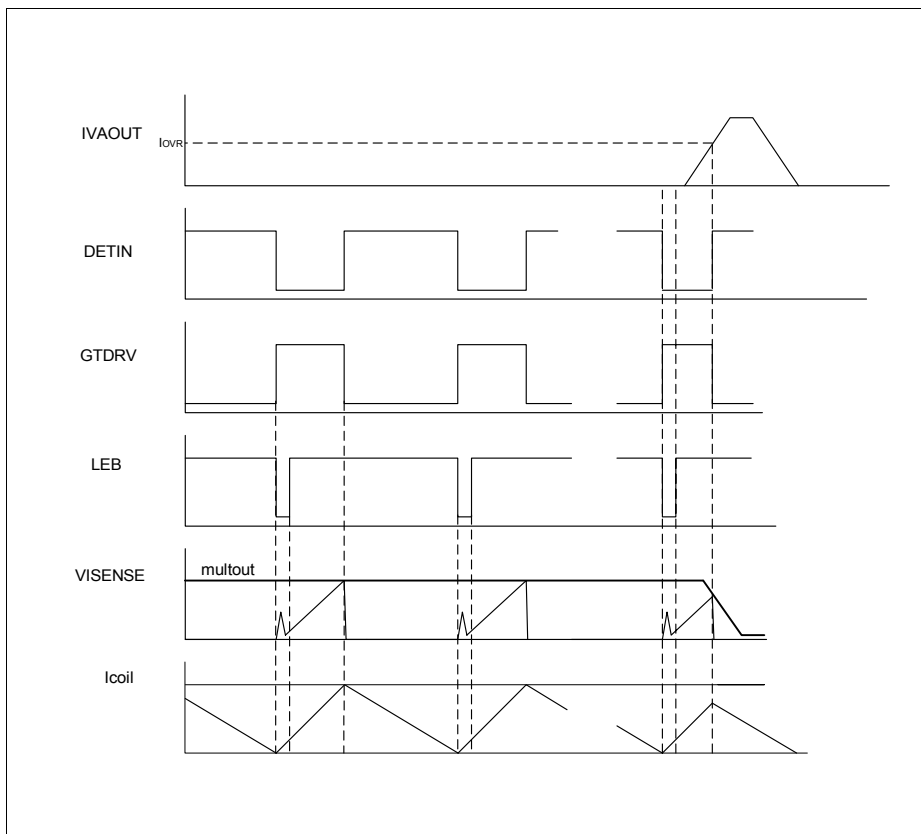 IVAOUT
IOVR
DETIN
GTDRV
LEB
VISENSE
multout
Icoil